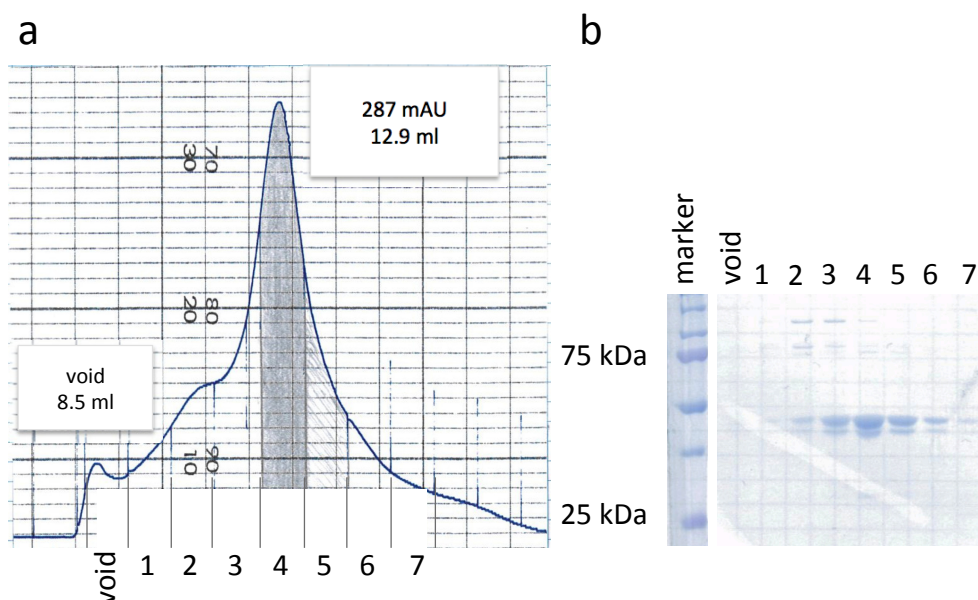 a
287 mAU
12.9 ml
30 70
20 80
10 90
void
8.5 ml
void 1 2 3 4 5 6 7
b
marker void 1 2 3 4 5 6 7
75 kDa
25 kDa